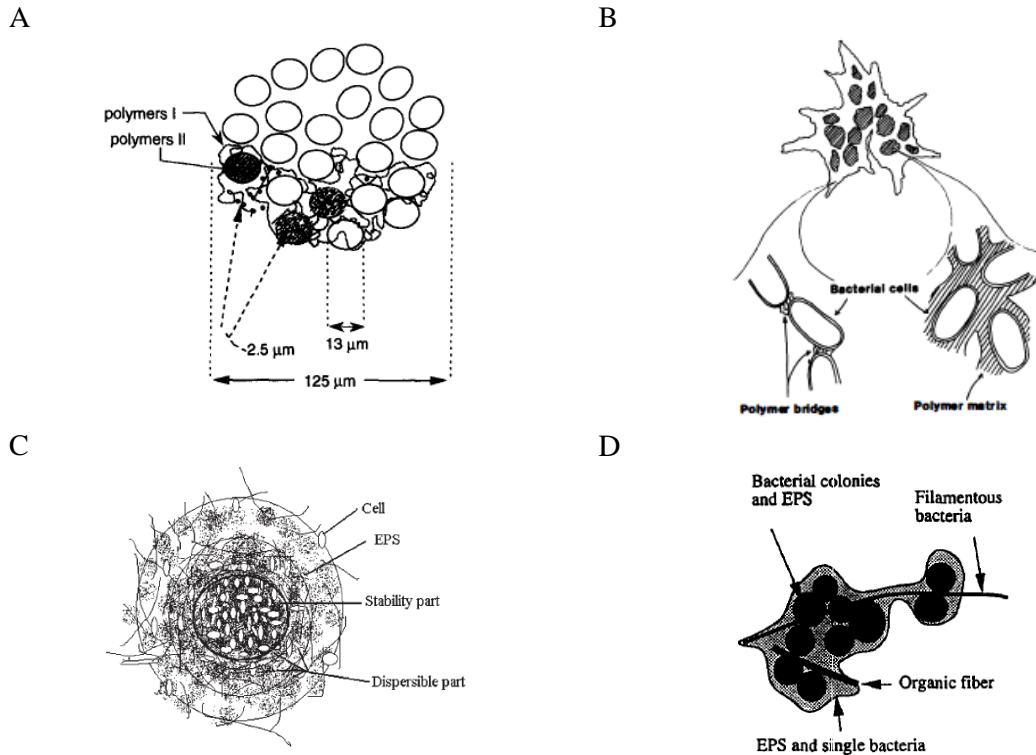 A
polymers I
polymers II
2.5 μm
13 μm
125 μm
B
Bacterial cells
Polymer bridges
Polymer matrix
C
Cell
EPS
Stability part
Dispersible part
D
Bacterial colonies
and EPS
Filamentous
bacteria
Organic fiber
EPS and single bacteria